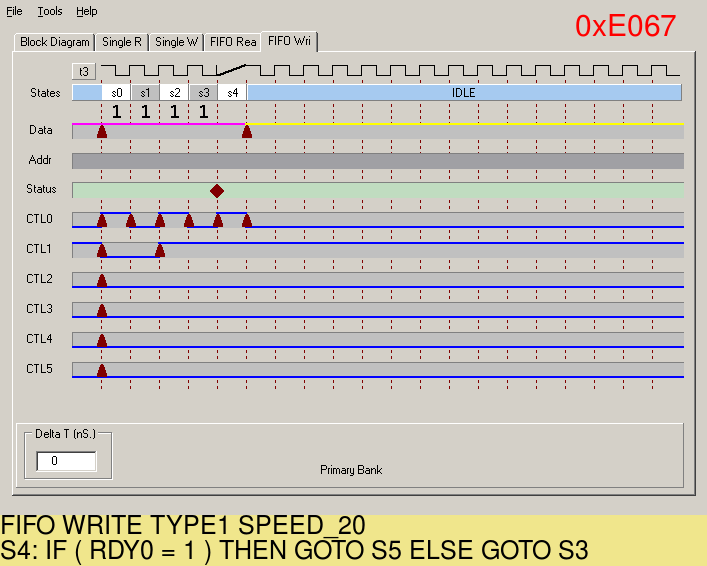 File Tools Help
0xE067
Block Diagram Single R Single W FIFO Rea FIFO Wri
t3
States s0 s1 s2 s3 s4 IDLE
1 1 1 1
Data
Addr
Status
CTL0
CTL1
CTL2
CTL3
CTL4
CTL5
Delta T (nS.)
0
Primary Bank
FIFO WRITE TYPE1 SPEED_20
S4: IF ( RDY0 = 1 ) THEN GOTO S5 ELSE GOTO S3